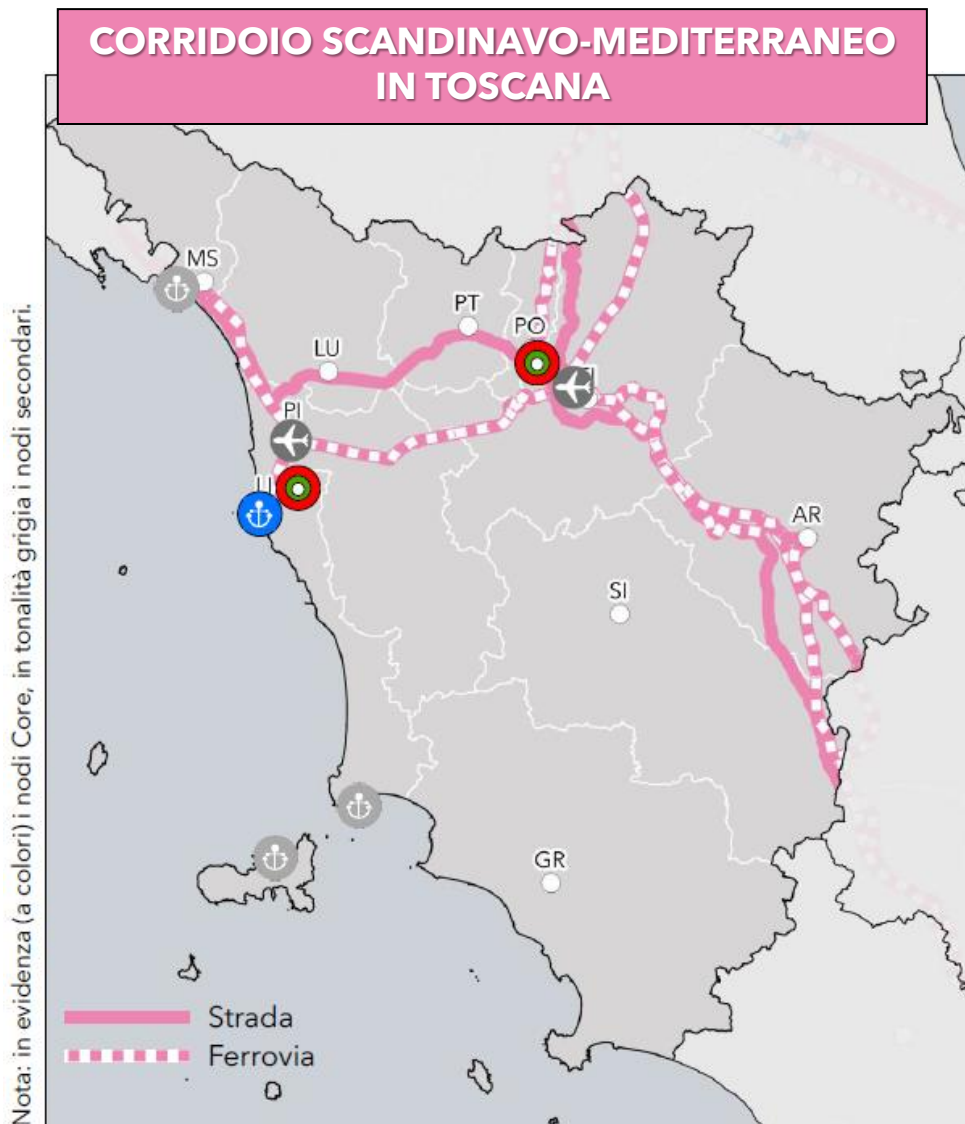 CORRIDOIO SCANDINAVO-MEDITERRANEO
IN TOSCANA
MS
PT
PO
LU
FI
PI
LI
AR
SI
GR
Strada
Ferrovia
Nota: in evidenza (a colori) i nodi Core, in tonalità grigia i nodi secondari.